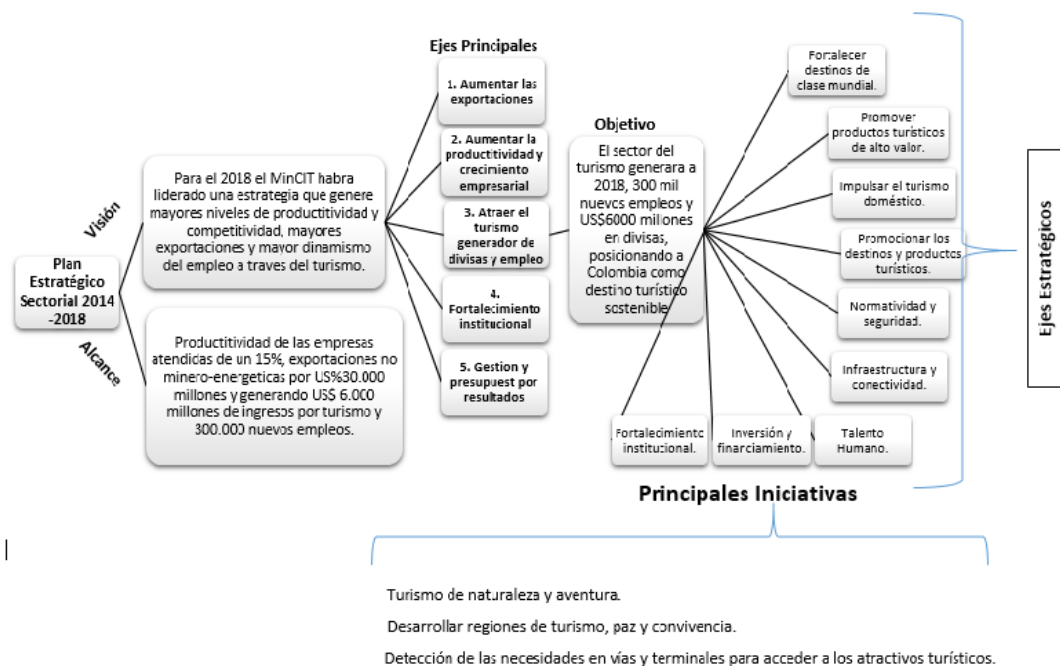 Plan
Estratégico
Sectorial 2014
-2018
Visión
Alcance
Para el 2018 el MinCIT habra
liderado una estrategia que genere
mayores niveles de productitividad y
competitividad, mayores
exportaciones y mayor dinamismo
del empleo a traves del turismo.
Productitividad de las empresas
atendicas de un 15%, exportaciones no
minero-energeticas por US%30.000
millones y generando US$ 6.000
millones de ingresos por turismo y
300.000 nuevos empleos.
Ejes Principales
1. Aumentar las
exportaciones
2. Aumentar la
productitividad y
crecimiento
empresarial
3. Atraer el
turismo
generador de
divisas y empleo
4.
Fortalecimiento
institucional
5. Gestion y
presupuest por
resultados
Objetivo
El sector del
turismo generara a
2018, 300 mil
nuevos empleos y
US$6000 millones
en divisas,
posicionando a
Colombia como
destino turístico
sostenible
Fortalecer
destinos de
clase mundial.
Promover
productos turísticos
de alto valor.
Impulsar el turismo
doméstico.
Promocionar los
destinos y productos
turísticos.
Normatividad y
seguridad.
Infraestructura y
conectividad.
Talento
Humano.
Inversión y
financiamiento.
Fortalecimiento
institucional.
Ejes Estratégicos
Principales Iniciativas
Turismo de naturaleza y aventura.
Desarrollar regiones de turismo, paz y convivencia.
Detección de las necesidades en vías y terminales para acceder a los atractivos turísticos.